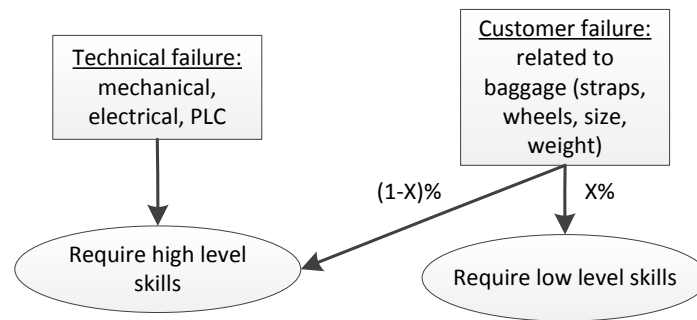 Technical failure:
mechanical,
electrical, PLC
Customer failure:
related to
baggage (straps,
wheels, size,
weight)
(1-X)%
X%
Require high level
skills
Require low level skills